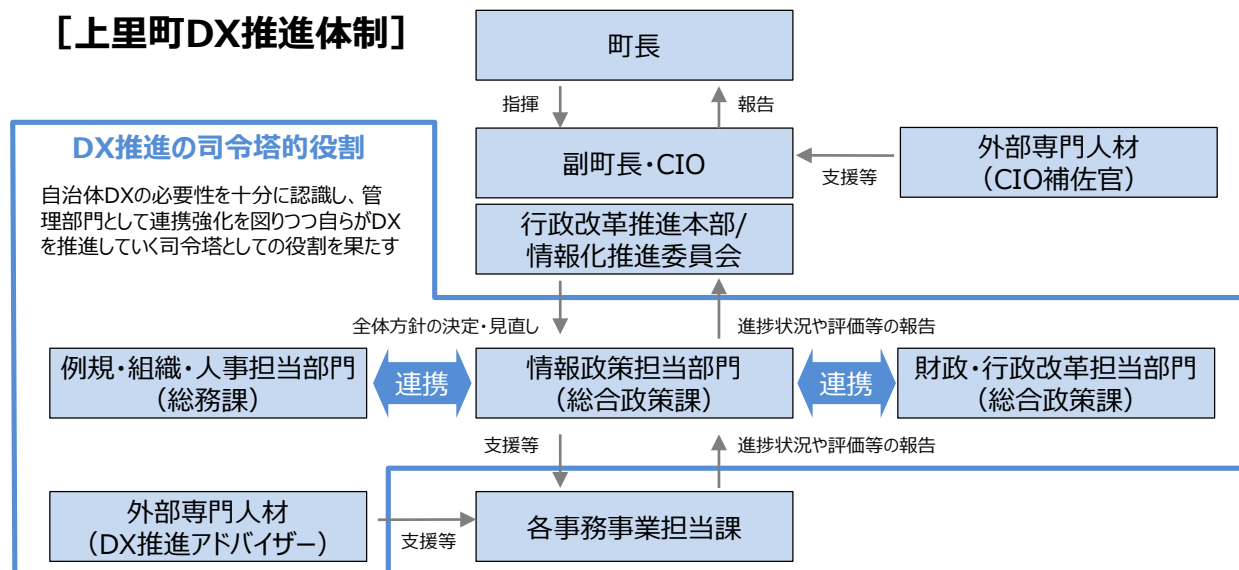 ［上里町DX推進体制］
町長
指揮
報告
DX推進の司令塔的役割
自治体DXの必要性を十分に認識し、管
理部門として連携強化を図りつつ自らがDX
を推進していく司令塔としての役割を果たす
副町長・CIO
支援等
外部専門人材
（CIO補佐官）
行政改革推進本部/
情報化推進委員会
全体方針の決定・見直し
進捗状況や評価等の報告
例規・組織・人事担当部門
（総務課）
連携
情報政策担当部門
（総合政策課）
連携
財政・行政改革担当部門
（総合政策課）
支援等
進捗状況や評価等の報告
外部専門人材
（DX推進アドバイザー）
支援等
各事務事業担当課